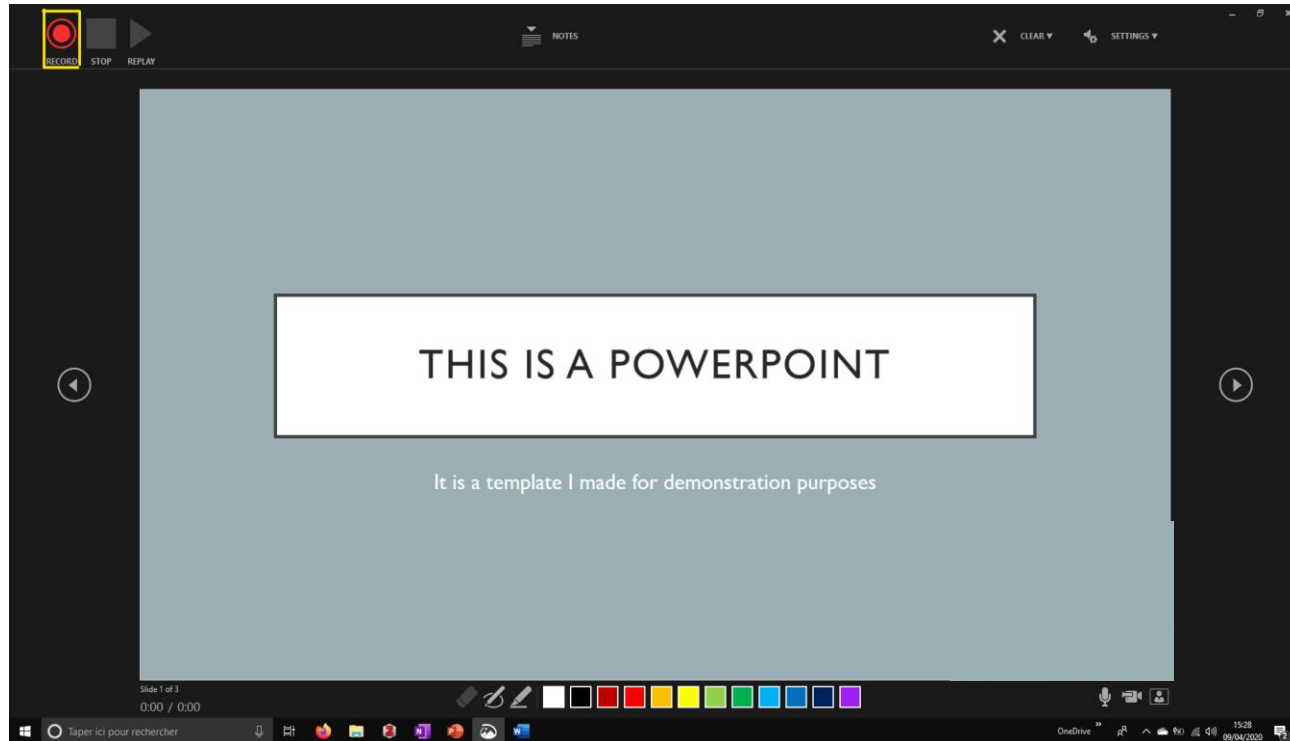 RECORD STOP REPLAY
NOTES
CLEAR
SETTINGS
THIS IS A POWERPOINT
It is a template I made for demonstration purposes
Slide 1 of 3
0:00 / 0:00
Taper ici pour rechercher
OneDrive
15:28
09/04/2020